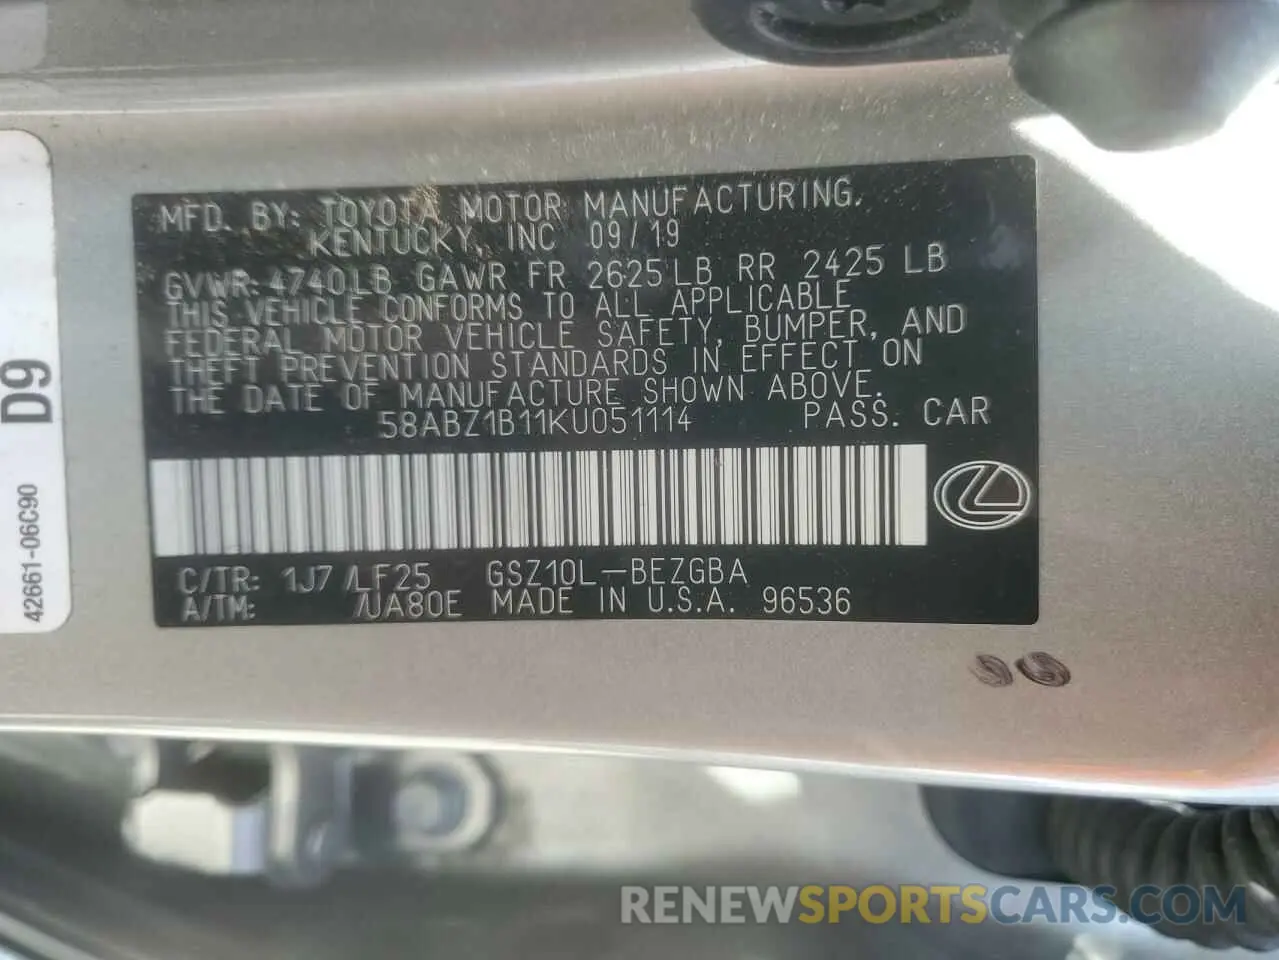 MFD. BY: TOYOTA MOTOR MANUFACTURING.
KENTUCKY, INC 09/19
GVWR: 4740LB GAWR FR 2625LB RR 2425 LB
THIS VEHICLE CONFORMS TO ALL APPLICABLE
FEDERAL MOTOR VEHICLE SAFETY, BUMPER, AND
THEFT PREVENTION STANDARDS IN EFFECT ON
THE DATE OF MANUFACTURE SHOWN ABOVE.
58ABZ1B11KU051114 PASS. CAR
C/TR: 1J7 /LF25 GSZ10L-BEZGBA
A/TM: /UA80E MADE IN U.S.A. 96536
D9
42661-06C90
RENEWSPORTSCARS.COM